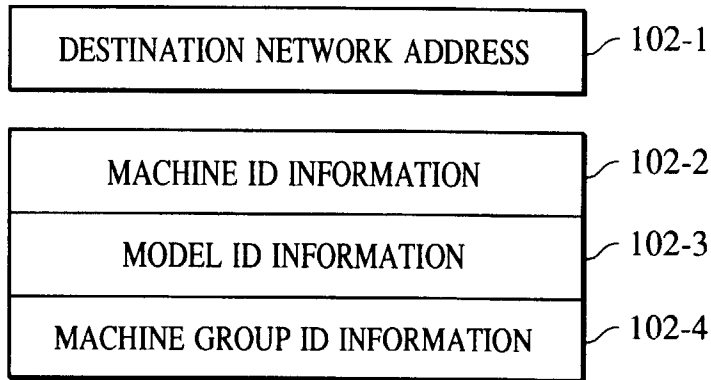 DESTINATION NETWORK ADDRESS 102-1
MACHINE ID INFORMATION 102-2
MODEL ID INFORMATION 102-3
MACHINE GROUP ID INFORMATION 102-4